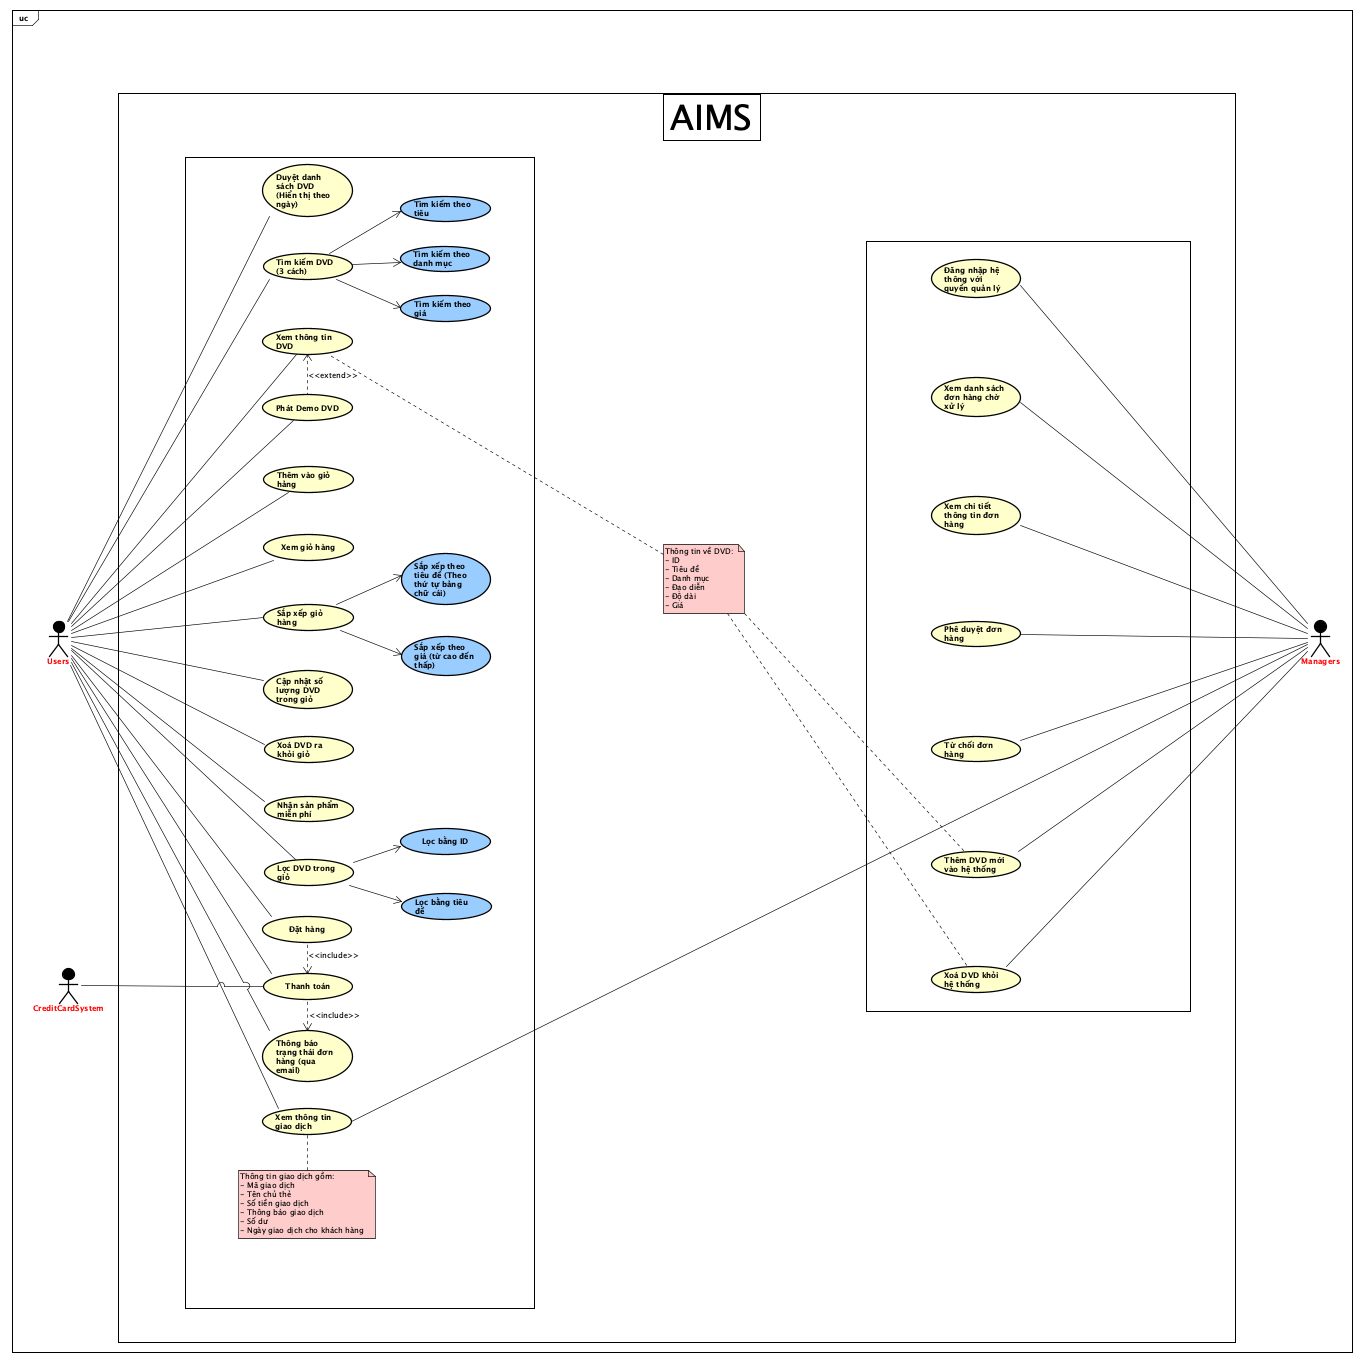 uc
AIMS
Duyệt danh
sách DVD
(Hiển thị theo
ngày)
Tìm kiếm DVD
(3 cách)
Tìm kiếm theo
tiêu
Tìm kiếm theo
danh mục
Tìm kiếm theo
giá
Xem thông tin
DVD
<<extend>>
Phát Demo DVD
Thêm vào giỏ
hàng
Xem giỏ hàng
Sắp xếp giỏ
hàng
Sắp xếp theo
tiêu đề (Theo
thứ tự bảng
chữ cái)
Sắp xếp theo
giá (từ cao đến
thấp)
Cập nhật số
lượng DVD
trong giỏ
Xoá DVD ra
khỏi giỏ
Nhận sản phẩm
miễn phí
Lọc DVD trong
giỏ
Lọc bằng ID
Lọc bằng tiêu
đề
Đặt hàng
<<include>>
Thanh toán
<<include>>
Thông báo
trạng thái đơn
hàng (qua
email)
Xem thông tin
giao dịch
Thông tin giao dịch gồm:
- Mã giao dịch
- Tên chủ thẻ
- Số tiền giao dịch
- Thông báo giao dịch
- Số dư
- Ngày giao dịch cho khách hàng
Users
CreditCardSystem
Thông tin về DVD:
- ID
- Tiêu đề
- Danh mục
- Đạo diễn
- Độ dài
- Giá
Đăng nhập hệ
thống với
quyền quản lý
Xem danh sách
đơn hàng chờ
xử lý
Xem chi tiết
thông tin đơn
hàng
Phê duyệt đơn
hàng
Từ chối đơn
hàng
Thêm DVD mới
vào hệ thống
Xoá DVD khỏi
hệ thống
Managers